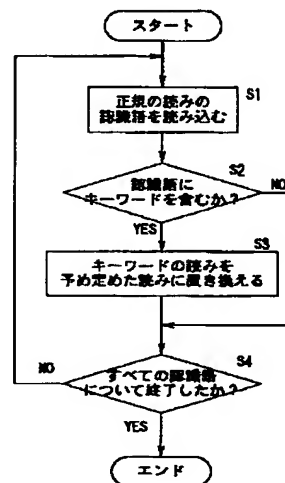 スタート
S1
正規の読みの
認識語を読み込む
S2
認識語に
キーワードを含むか？
NO
YES
S3
キーワードの読みを
予め定めた読みに置き換える
S4
NO
すべての認識語
について終了したか？
YES
エンド